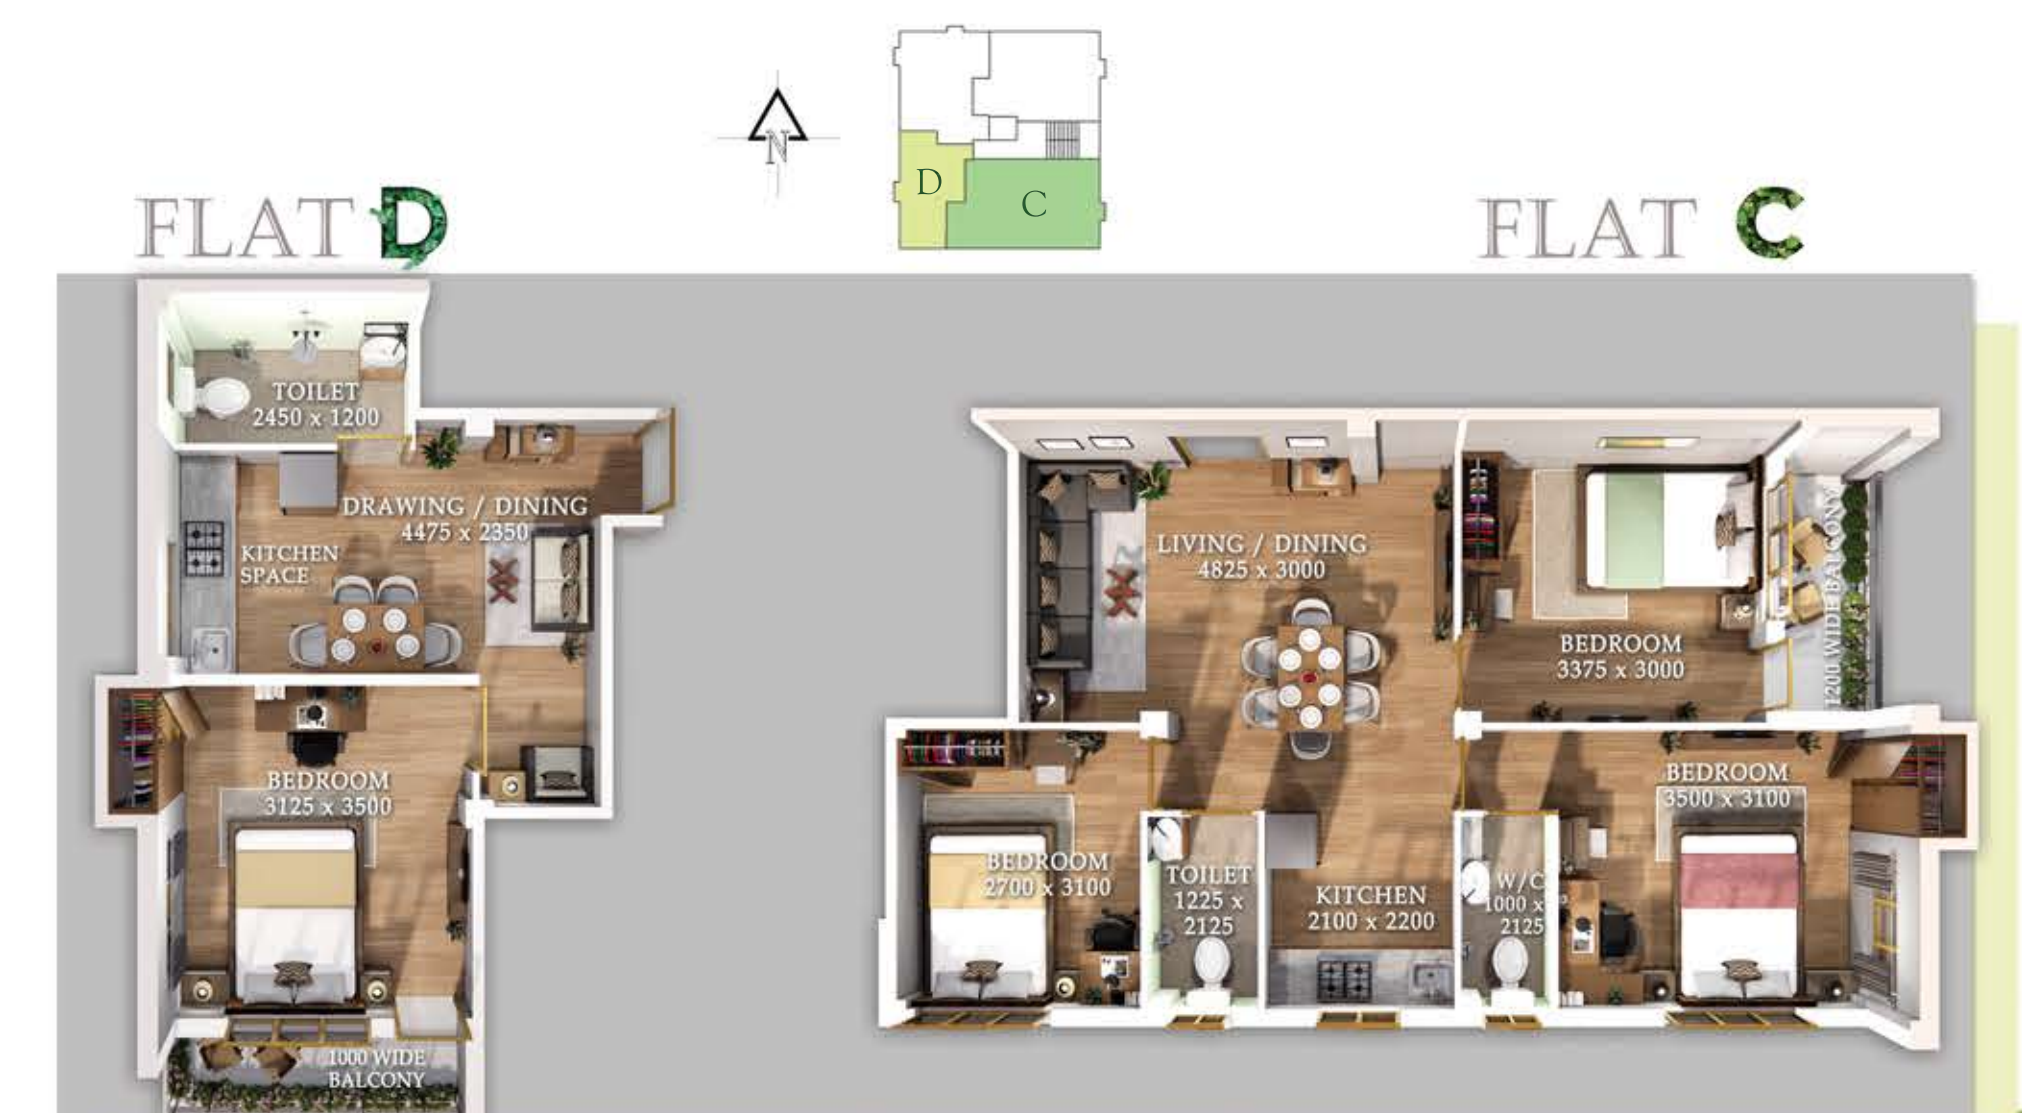 N
D
C
FLAT D
FLAT C
TOILET
2450 x 1200
DRAWING / DINING
4475 x 2350
KITCHEN
SPACE
BEDROOM
3125 x 3500
1000 WIDE
BALCONY
LIVING / DINING
4825 x 3000
BEDROOM
3375 x 3000
1200 WIDE BALCONY
BEDROOM
2700 x 3100
TOILET
1225 x
2125
KITCHEN
2100 x 2200
W/C
1000 x
2125
BEDROOM
3500 x 3100